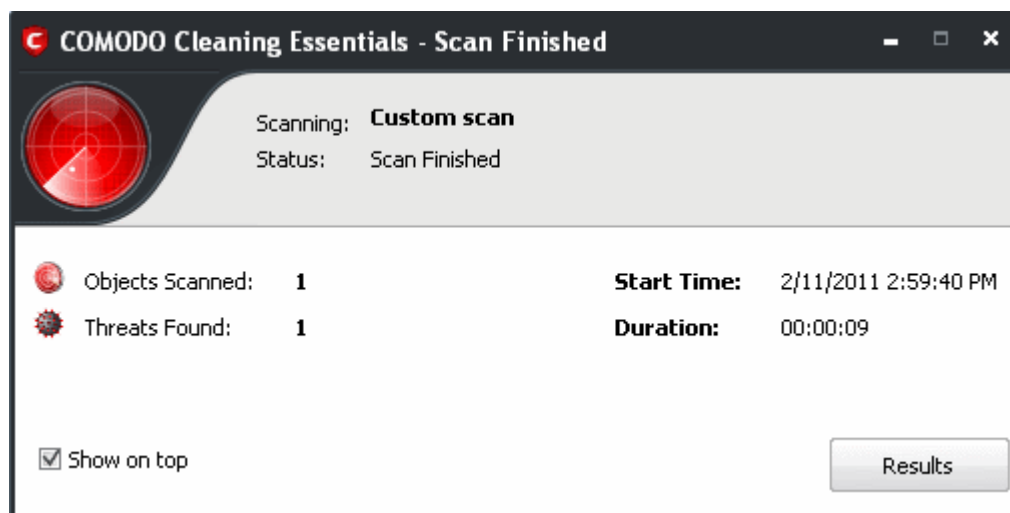 COMODO Cleaning Essentials - Scan Finished
Scanning: Custom scan
Status: Scan Finished
Objects Scanned: 1
Start Time: 2/11/2011 2:59:40 PM
Threats Found: 1
Duration: 00:00:09
Show on top
Results